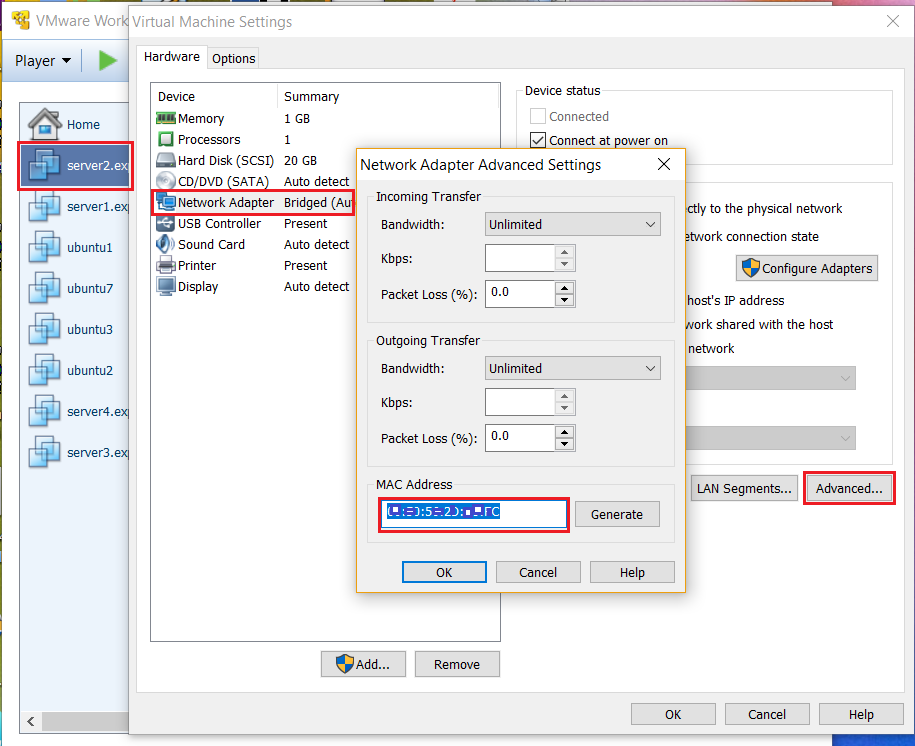 VMware Work
Virtual Machine Settings
Player
Hardware
Options
Home
server2.exp
server1.exp
ubuntu1
ubuntu7
ubuntu3
ubuntu2
server4.exp
server3.exp
Device Summary
Memory 1 GB
Processors 1
Hard Disk (SCSI) 20 GB
CD/DVD (SATA) Auto detect
Network Adapter Bridged (Au
USB Controller Present
Sound Card Auto detect
Printer Present
Display Auto detect
Add...
Remove
Device status
Connected
Connect at power on
ctly to the physical network
etwork connection state
Configure Adapters
host's IP address
work shared with the host
network
LAN Segments...
Advanced...
Network Adapter Advanced Settings
Incoming Transfer
Bandwidth: Unlimited
Kbps:
Packet Loss (%): 0.0
Outgoing Transfer
Bandwidth: Unlimited
Kbps:
Packet Loss (%): 0.0
MAC Address
Generate
OK
Cancel
Help
OK
Cancel
Help